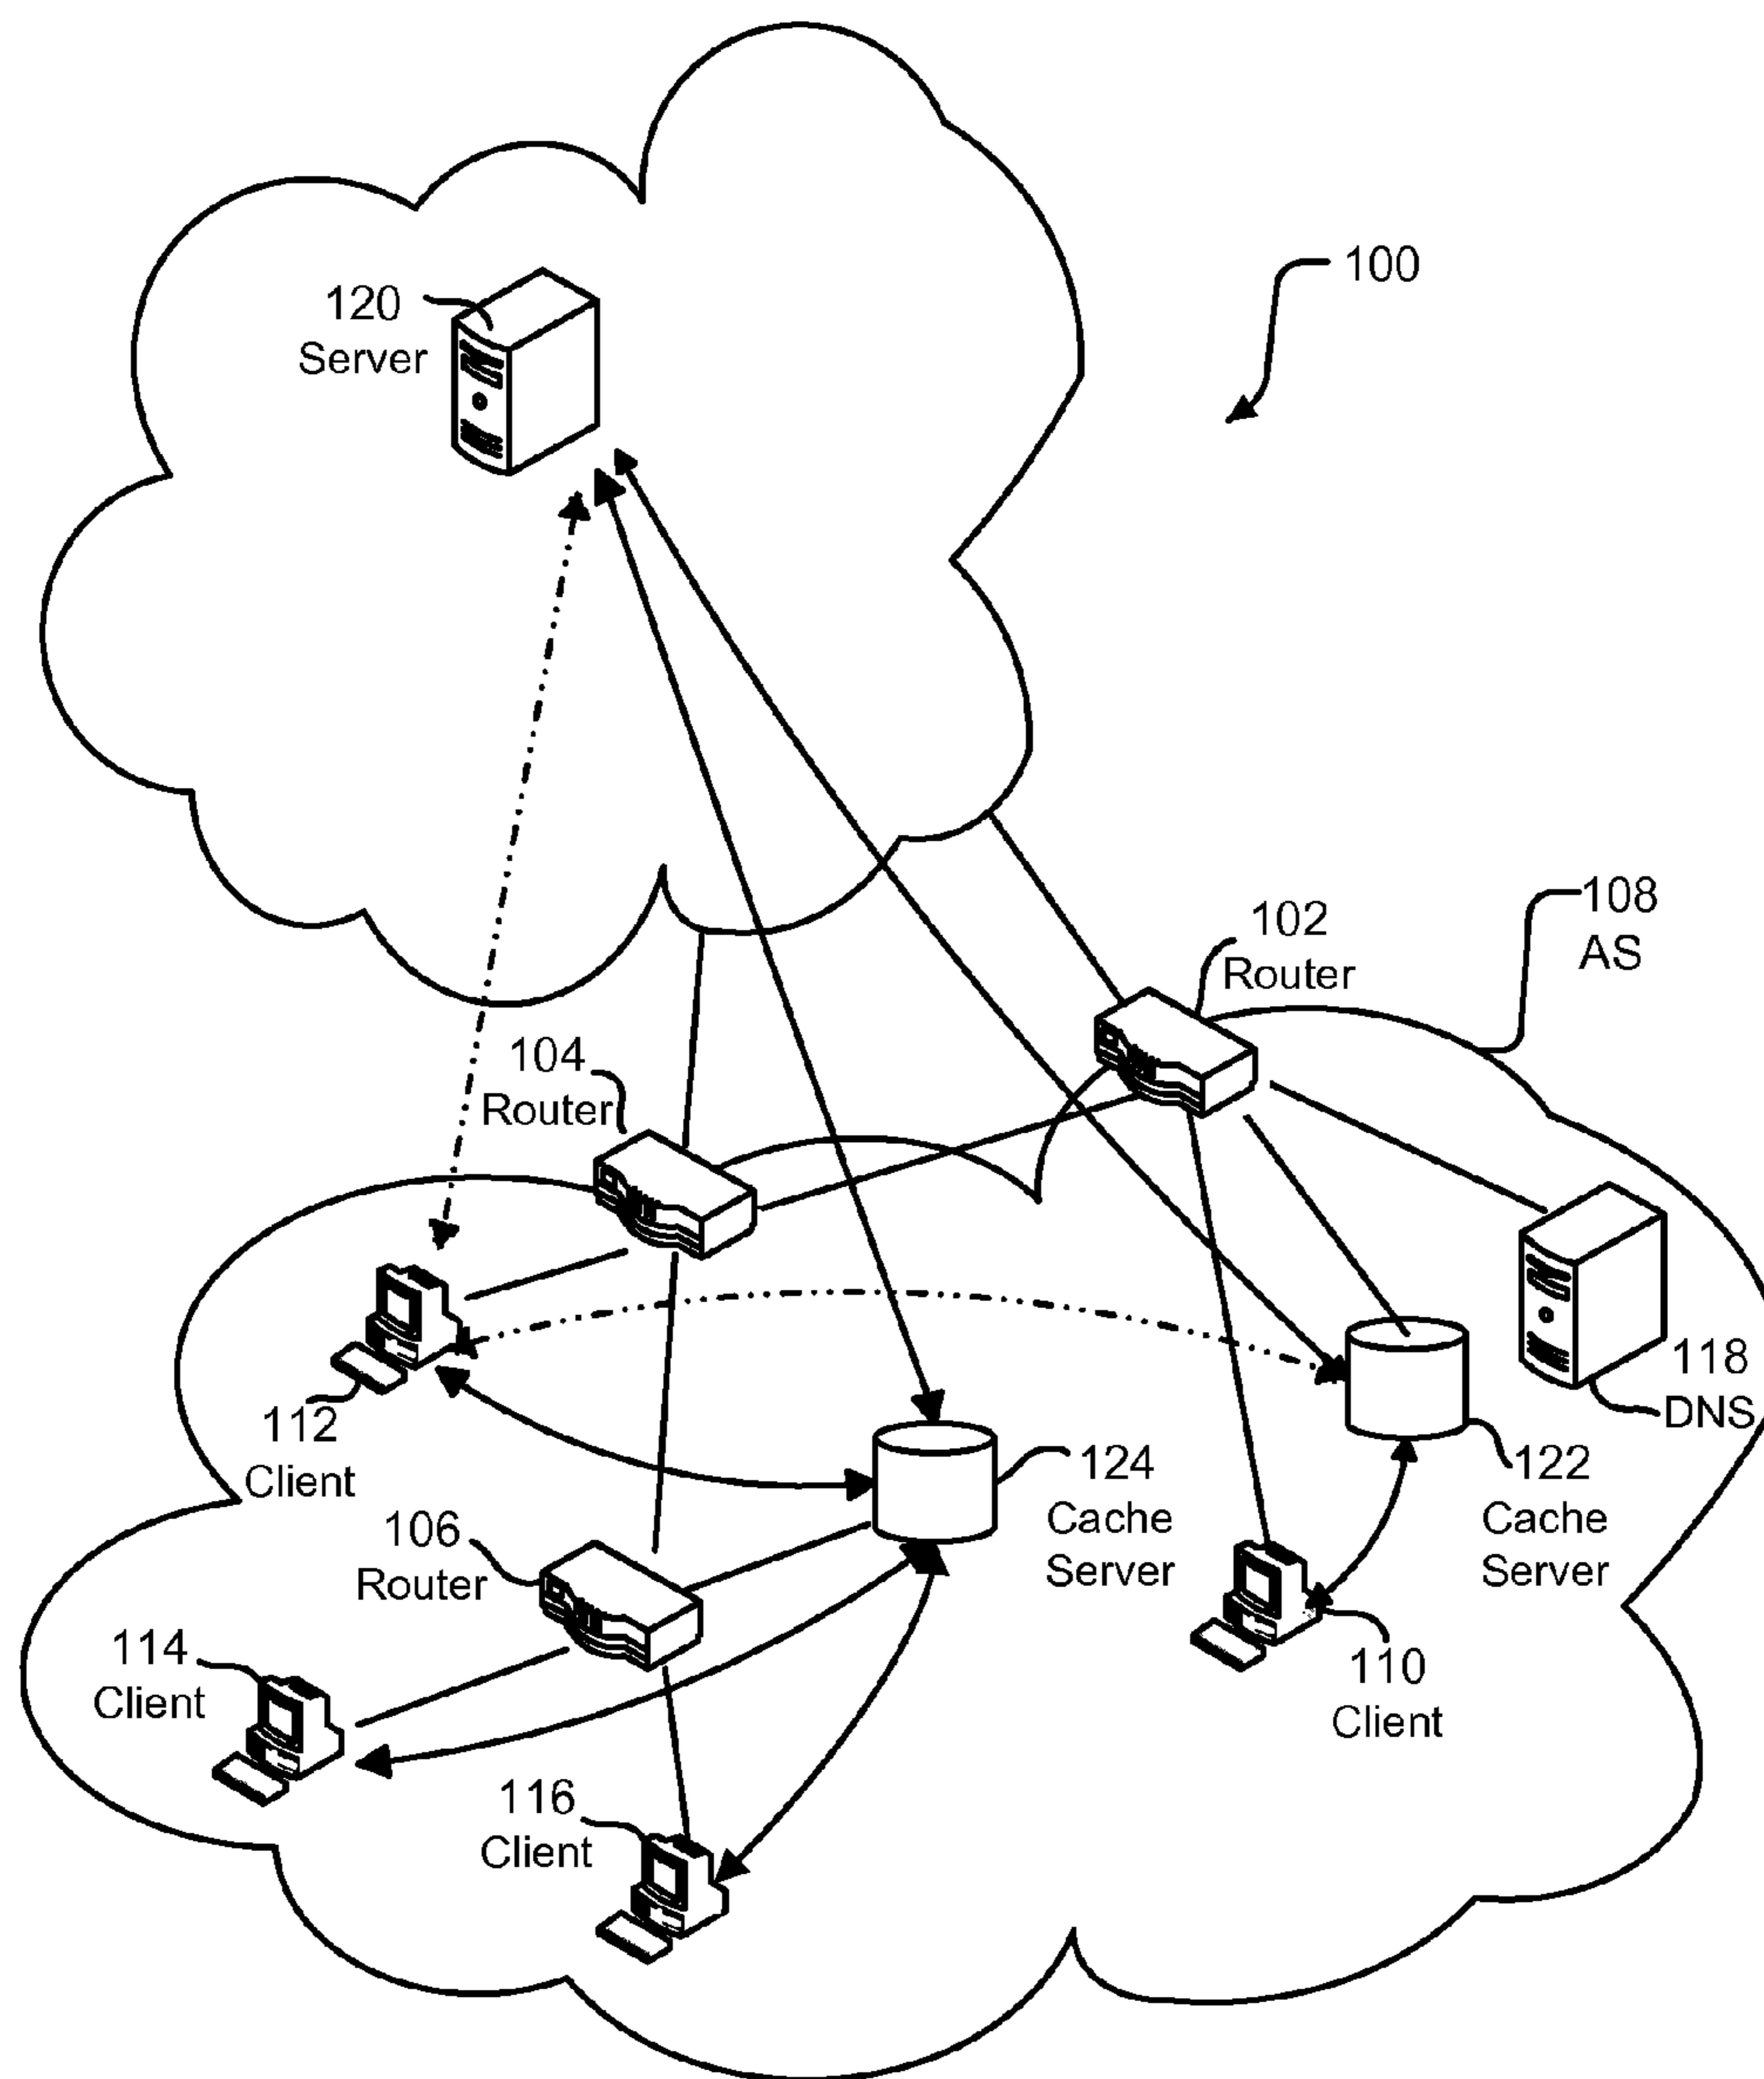 100
120
Server
108
AS
102
Router
104
Router
118
DNS
112
Client
124
Cache
Server
122
Cache
Server
106
Router
114
Client
110
Client
116
Client